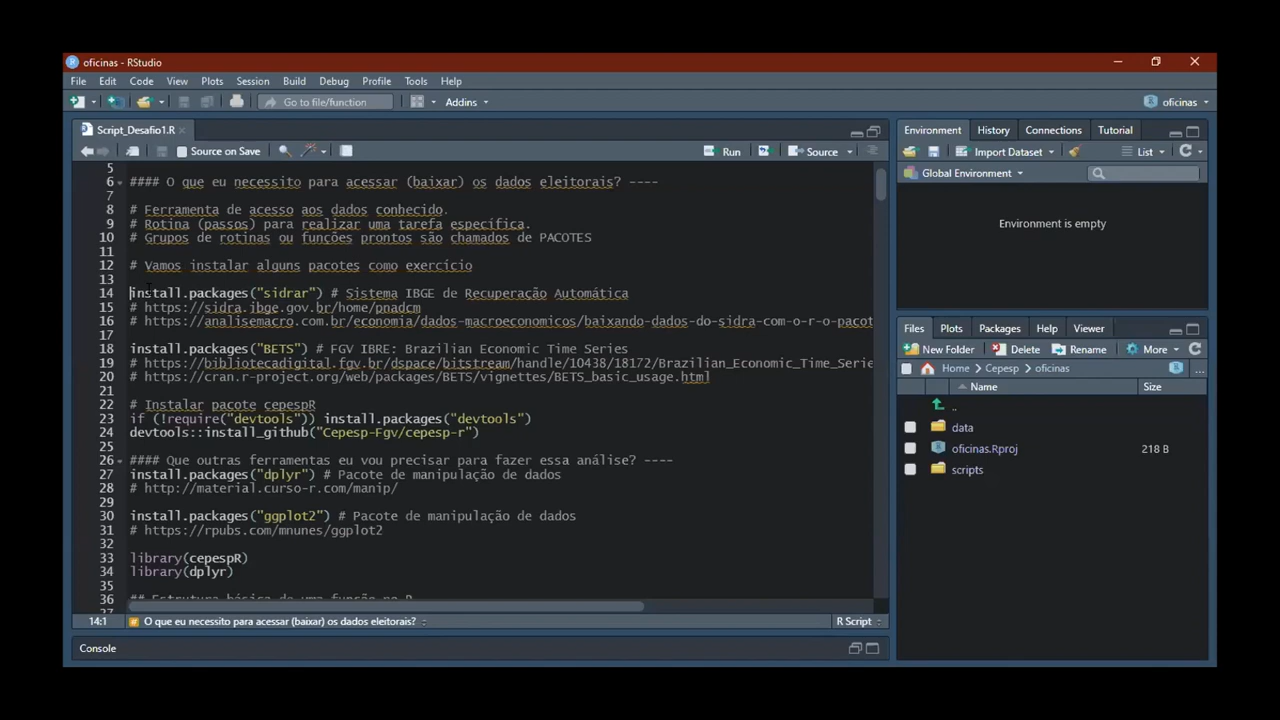 oficinas - RStudio
File Edit Code View Plots Session Build Debug Profile Tools Help
Go to file/function Addins oficinas
Script_Desafio1.R
Source on Save Run Source
5
6 #### O que eu necessito para acessar (baixar) os dados eleitorais? ----
7
8 # Ferramenta de acesso aos dados conhecido.
9 # Rotina (passos) para realizar uma tarefa específica.
10 # Grupos de rotinas ou funções prontos são chamados de PACOTES
11
12 # Vamos instalar alguns pacotes como exercício
13
14 install.packages("sidrar") # Sistema IBGE de Recuperação Automática
15 # https://sidra.ibge.gov.br/home/pnadcm
16 # https://analisemacro.com.br/economia/dados-macroeconomicos/baixando-dados-do-sidra-com-o-r-o-pacot
18 install.packages("BETS") # FGV IBRE: Brazilian Economic Time Series
19 # https://bibliotecadigital.fgv.br/dspace/bitstream/handle/10438/18172/Brazilian_Economic_Time_Serie
20 # https://cran.r-project.org/web/packages/BETS/vignettes/BETS_basic_usage.html
21
22 # Instalar pacote cepespR
23 if (!require("devtools")) install.packages("devtools")
24 devtools::install_github("Cepesp-Fgv/cepesp-r")
25
26 #### Que outras ferramentas eu vou precisar para fazer essa análise? ----
27 install.packages("dplyr") # Pacote de manipulação de dados
28 # http://material.curso-r.com/manip/
29
30 install.packages("ggplot2") # Pacote de manipulação de dados
31 # https://rpubs.com/mnunes/ggplot2
32
33 library(cepespR)
34 library(dplyr)
35
36 ## Estrutura básica de uma função no R
37
14:1 O que eu necessito para acessar (baixar) os dados eleitorais? R Script
Console
Environment History Connections Tutorial
Import Dataset List
Global Environment
Environment is empty
Files Plots Packages Help Viewer
New Folder Delete Rename More
Home Cepesp oficinas ...
Name Size
..
data
oficinas.Rproj 218 B
scripts